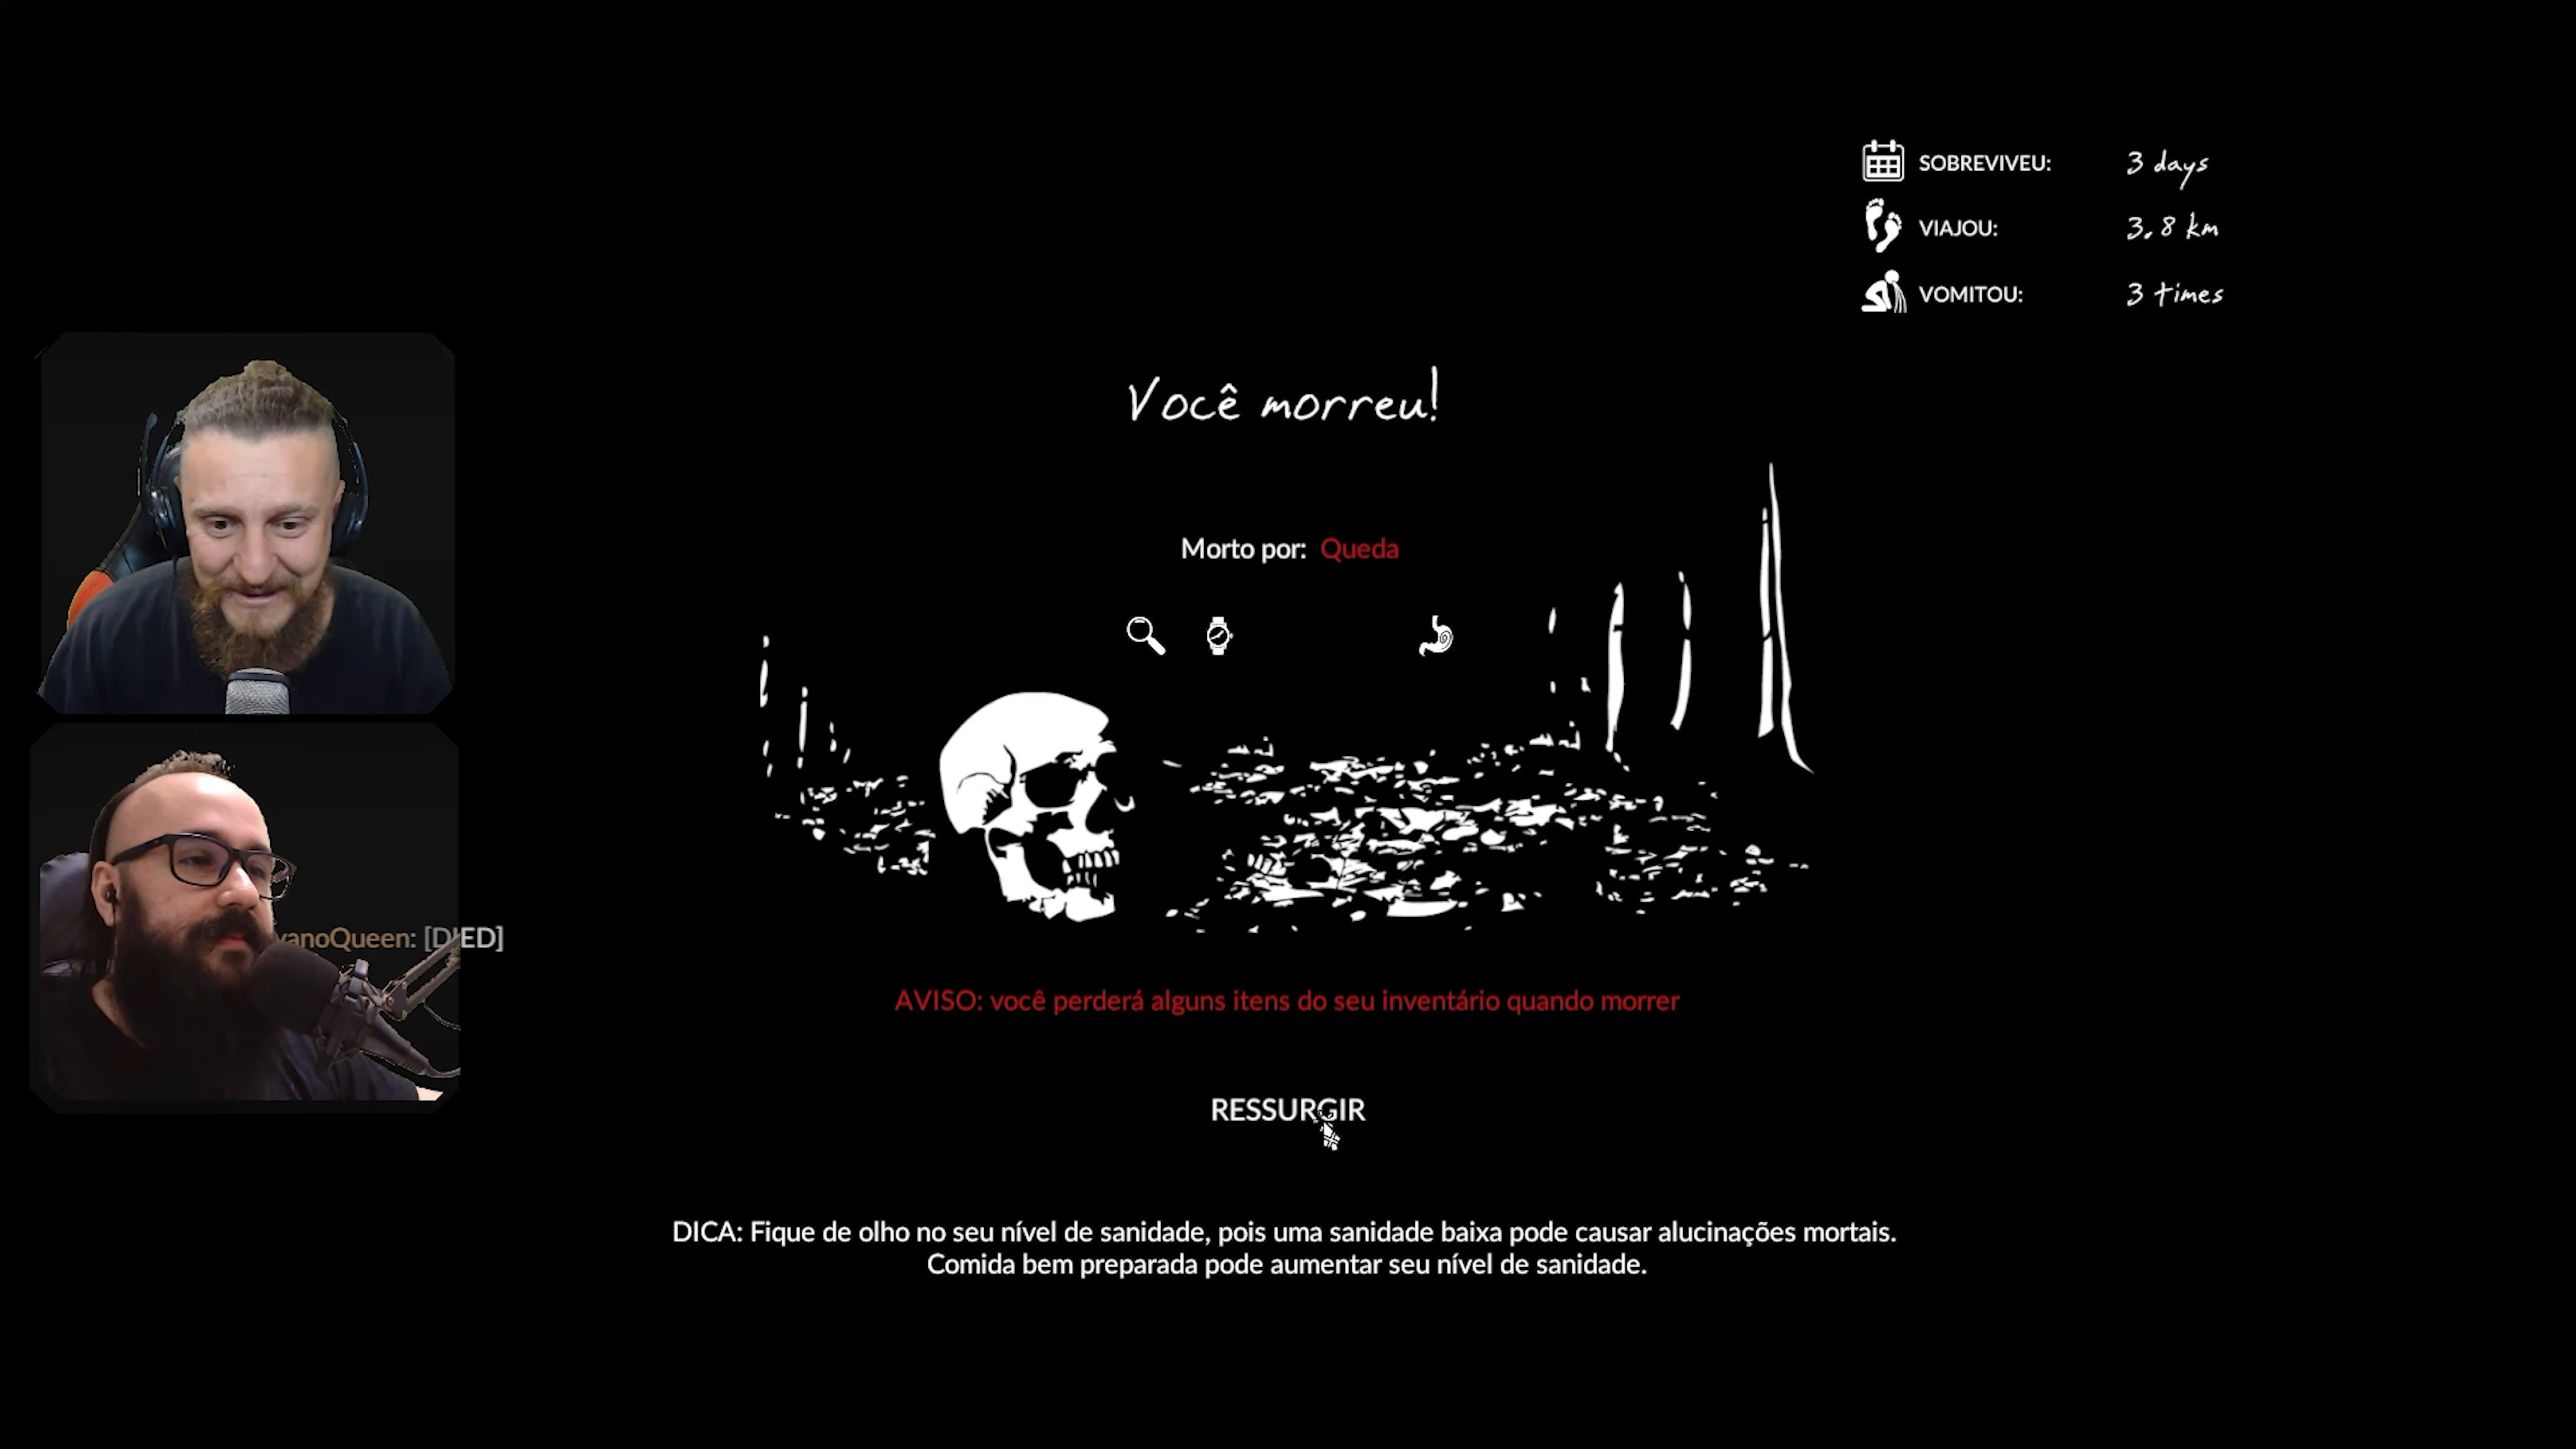 SOBREVIVEU: 3 days
VIAJOU: 3.8 km
VOMITOU: 3 times
Você morreu!
Morto por: Queda
vanoQueen: [DIED]
AVISO: você perderá alguns itens do seu inventário quando morrer
RESSURGIR
DICA: Fique de olho no seu nível de sanidade, pois uma sanidade baixa pode causar alucinações mortais.
Comida bem preparada pode aumentar seu nível de sanidade.